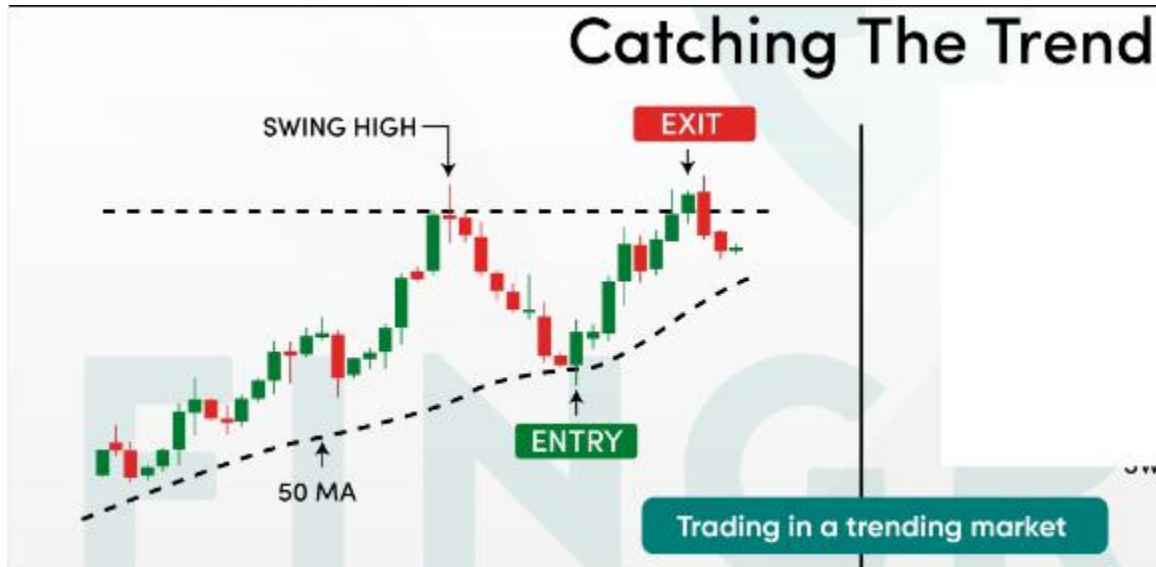 Catching The Trend
SWING HIGH
EXIT
ENTRY
50 MA
Trading in a trending market